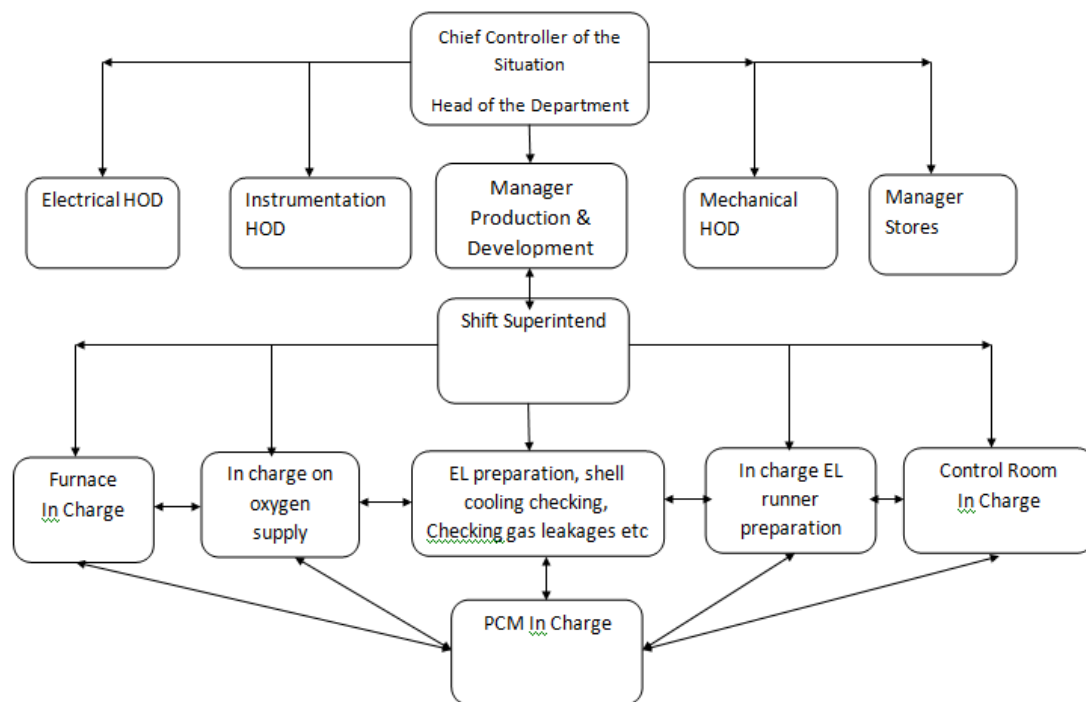 Chief Controller of the
Situation
Head of the Department
Electrical HOD
Instrumentation
HOD
Manager
Production &
Development
Mechanical
HOD
Manager
Stores
Shift Superintend
Furnace
In Charge
In charge on
oxygen
supply
EL preparation, shell
cooling checking,
Checking gas leakages etc
In charge EL
runner
preparation
Control Room
In Charge
PCM In Charge